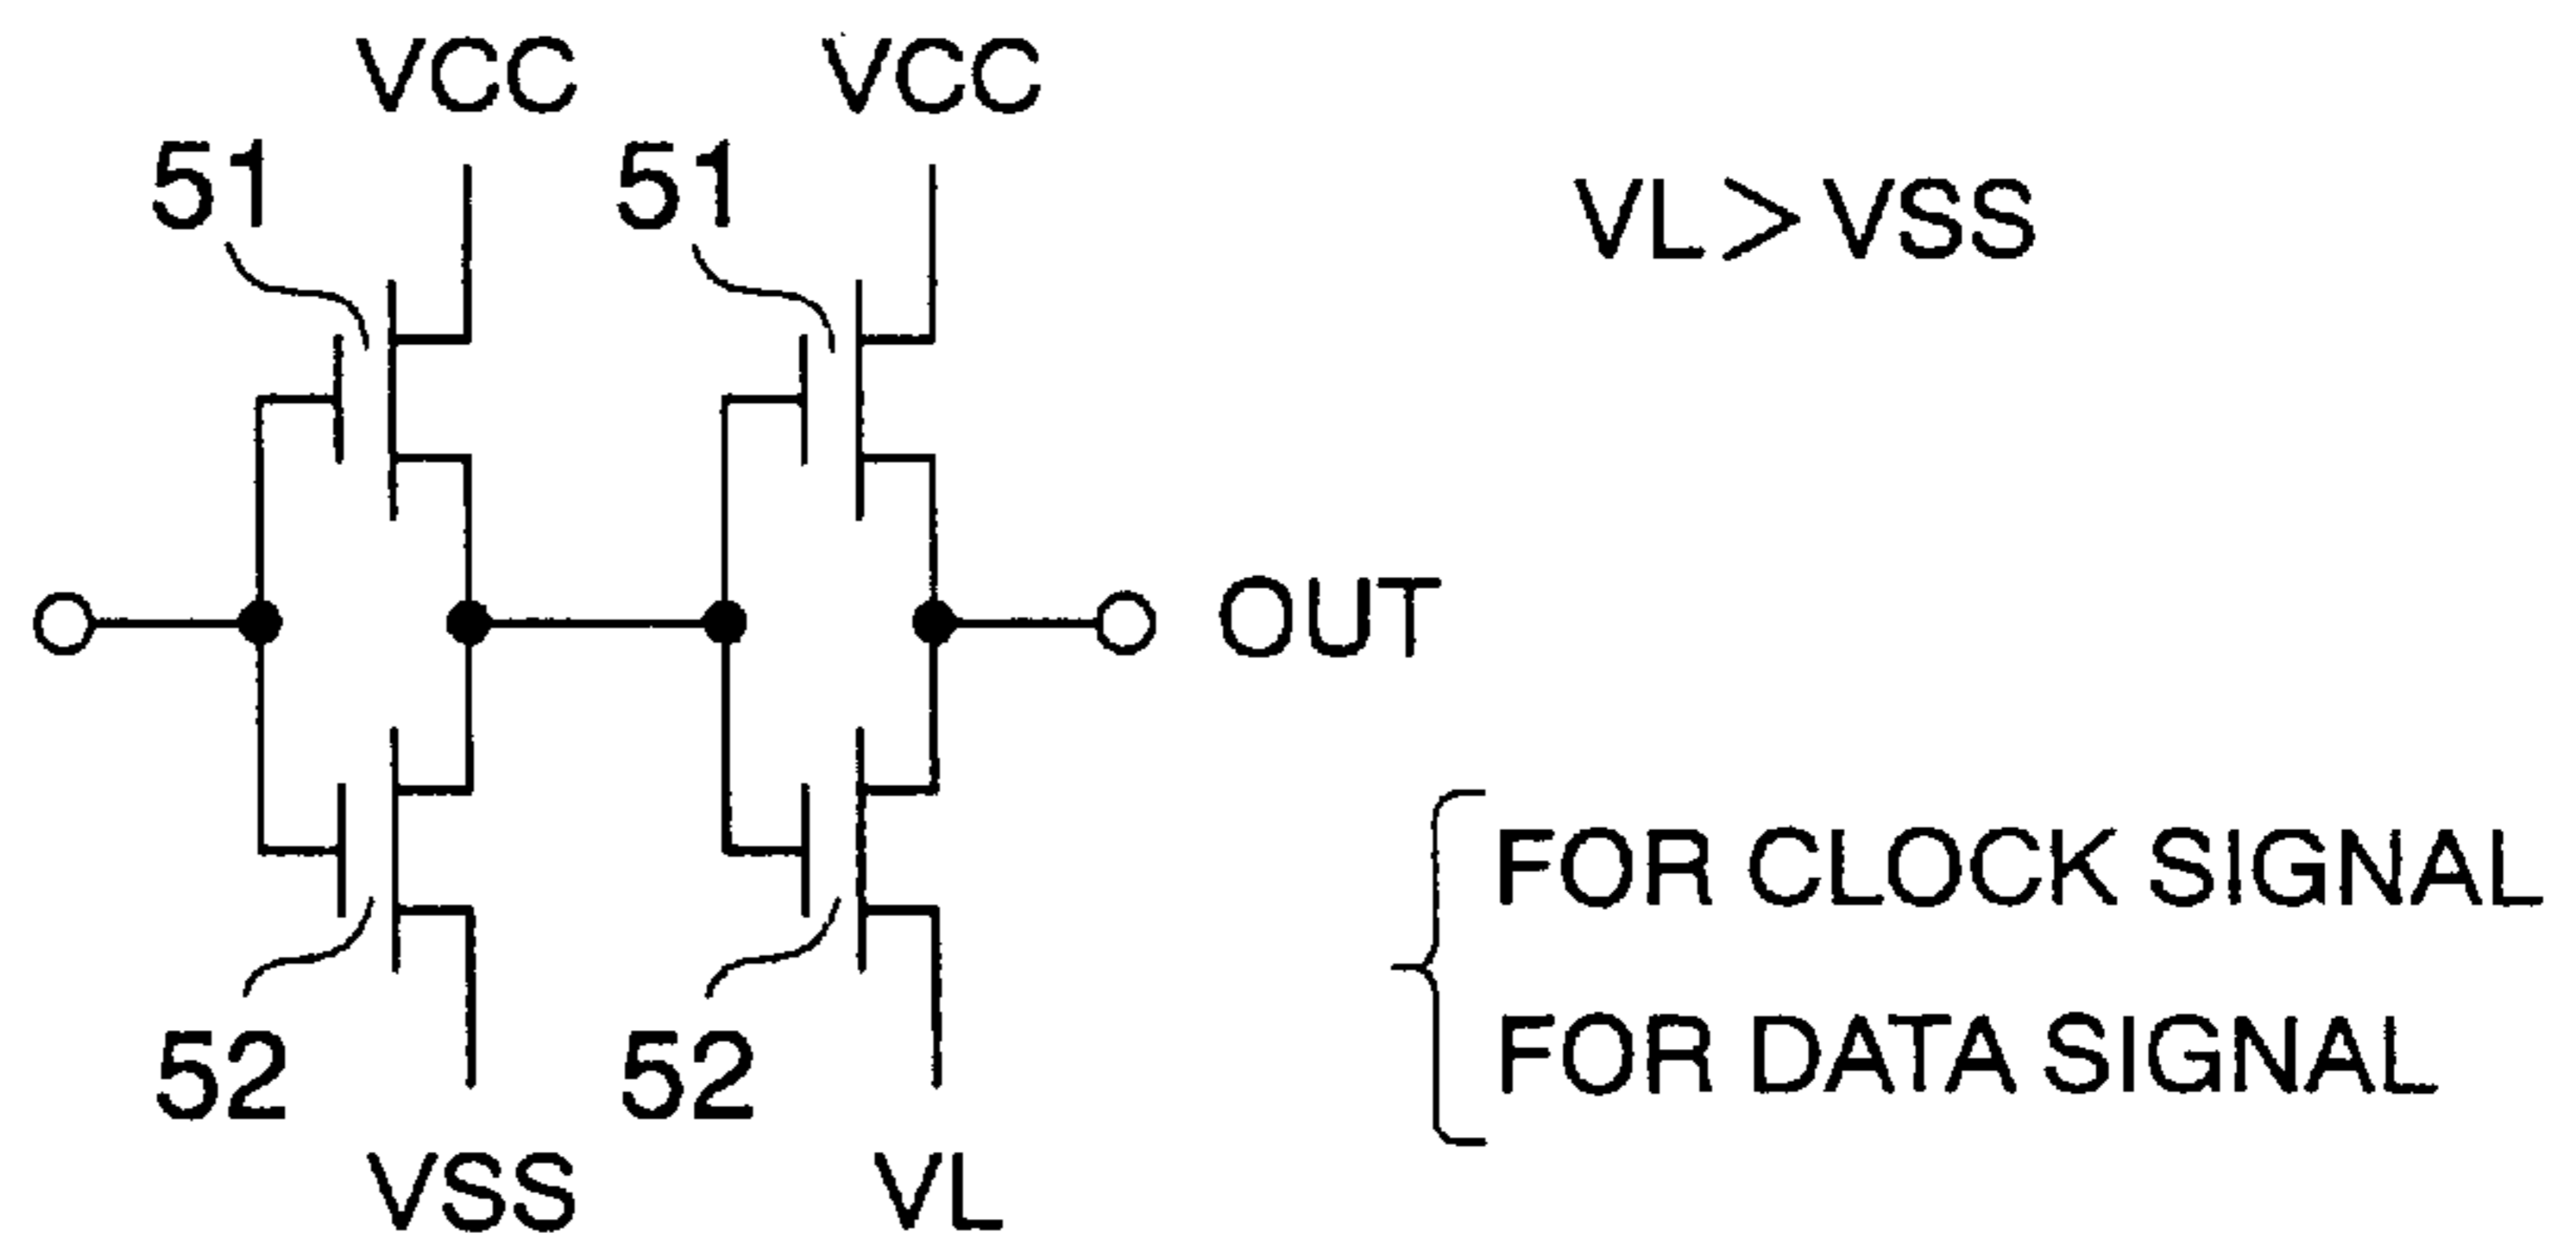 VCC VCC
51 51
VL>VSS
OUT
FOR CLOCK SIGNAL
FOR DATA SIGNAL
52 52
VSS VL